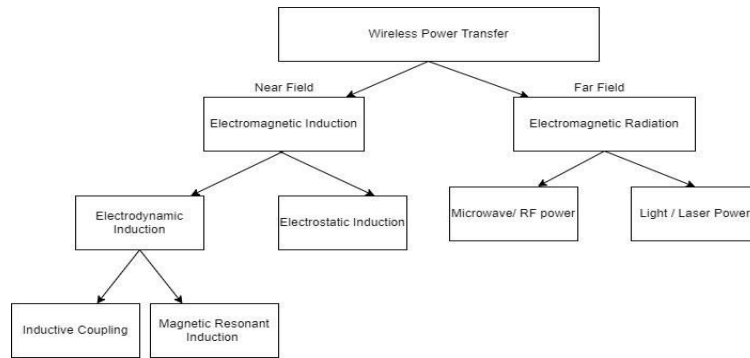 Wireless Power Transfer
Near Field
Far Field
Electromagnetic Induction
Electromagnetic Radiation
Electrodynamic
Induction
Electrostatic Induction
Microwave/ RF power
Light / Laser Power
Inductive Coupling
Magnetic Resonant
Induction